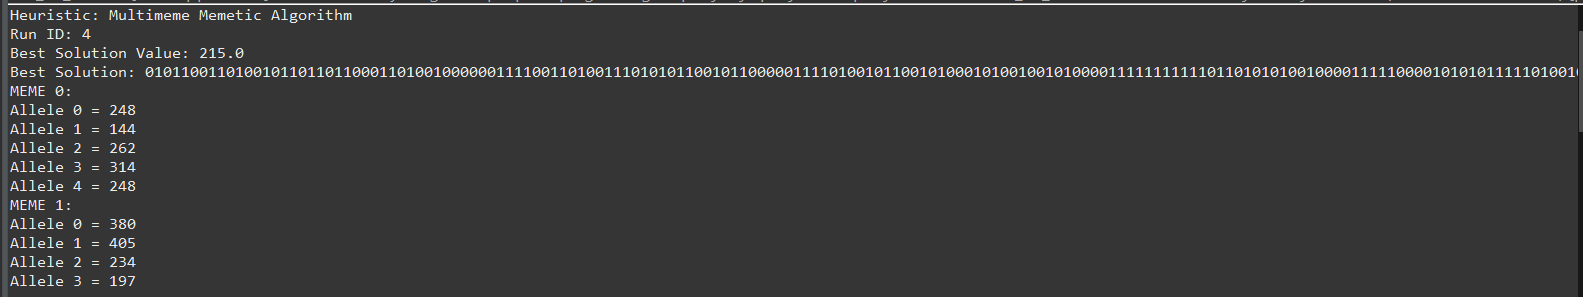 Heuristic: Multimeme Memetic Algorithm
Run ID: 4
Best Solution Value: 215.0
Best Solution:
MEME 0:
Allele 0 = 248
Allele 1 = 144
Allele 2 = 262
Allele 3 = 314
Allele 4 = 248
MEME 1:
Allele 0 = 380
Allele 1 = 405
Allele 2 = 234
Allele 3 = 197